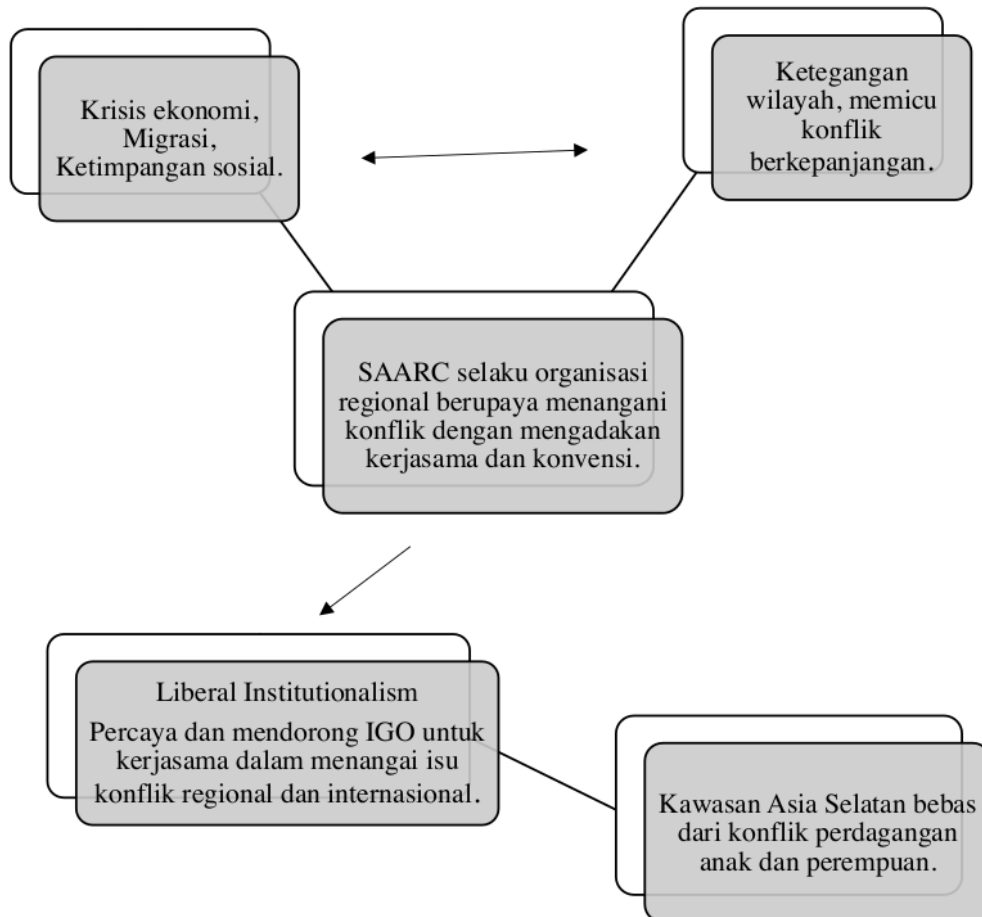 Krisis ekonomi,
Migrasi,
Ketimpangan sosial.
Ketegangan
wilayah, memicu
konflik
berkepanjangan.
SAARC selaku organisasi
regional berupaya menangani
konflik dengan mengadakan
kerjasama dan konvensi.
Liberal Institutionalism
Percaya dan mendorong IGO untuk
kerjasama dalam menangai isu
konflik regional dan internasional.
Kawasan Asia Selatan bebas
dari konflik perdagangan
anak dan perempuan.